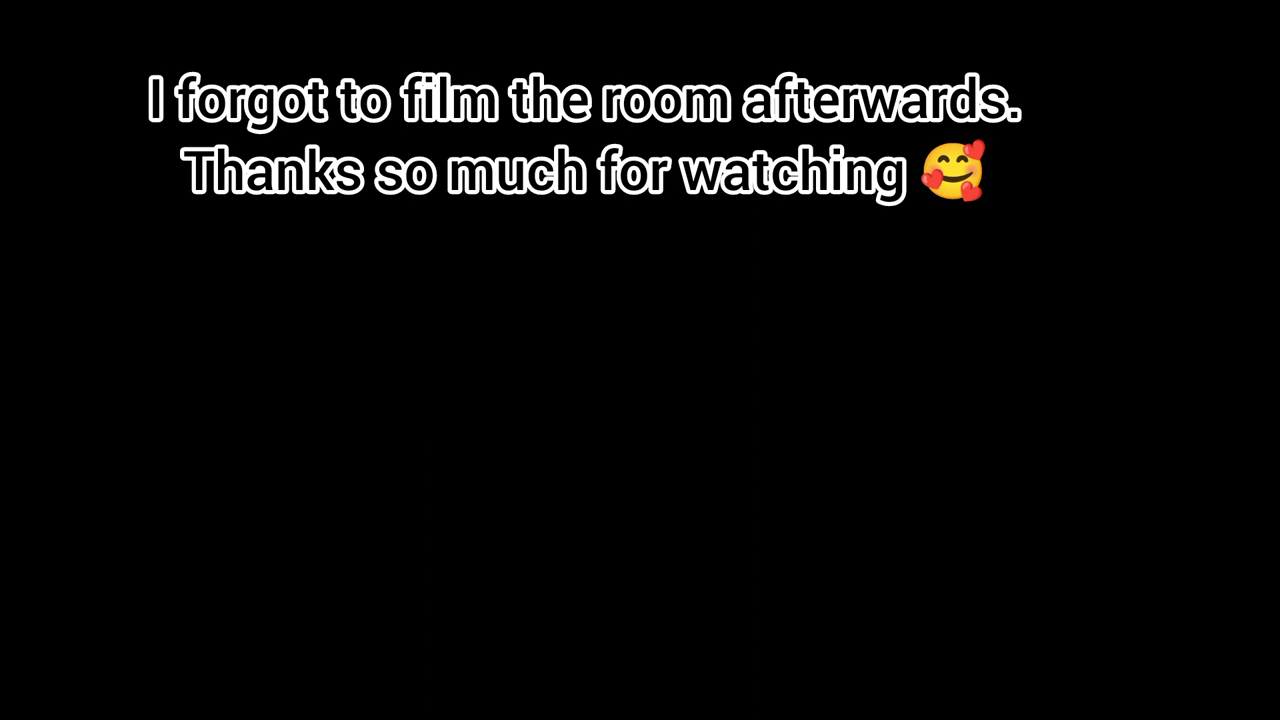 I forgot to film the room afterwards.
Thanks so much for watching 🥰